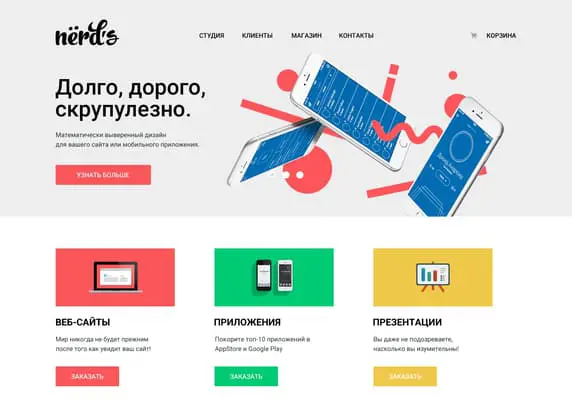 nёrd's
СТУДИЯ КЛИЕНТЫ МАГАЗИН КОНТАКТЫ КОРЗИНА
Долго, дорого,
скрупулезно.
Математически выверенный дизайн
для вашего сайта или мобильного приложения.
УЗНАТЬ БОЛЬШЕ
ВЕБ-САЙТЫ
Мир никогда не будет прежним
после того как увидит ваш сайт!
ЗАКАЗАТЬ
ПРИЛОЖЕНИЯ
Покорите топ-10 приложений в
AppStore и Google Play
ЗАКАЗАТЬ
ПРЕЗЕНТАЦИИ
Вы даже не подозреваете,
насколько вы изумительны!
ЗАКАЗАТЬ